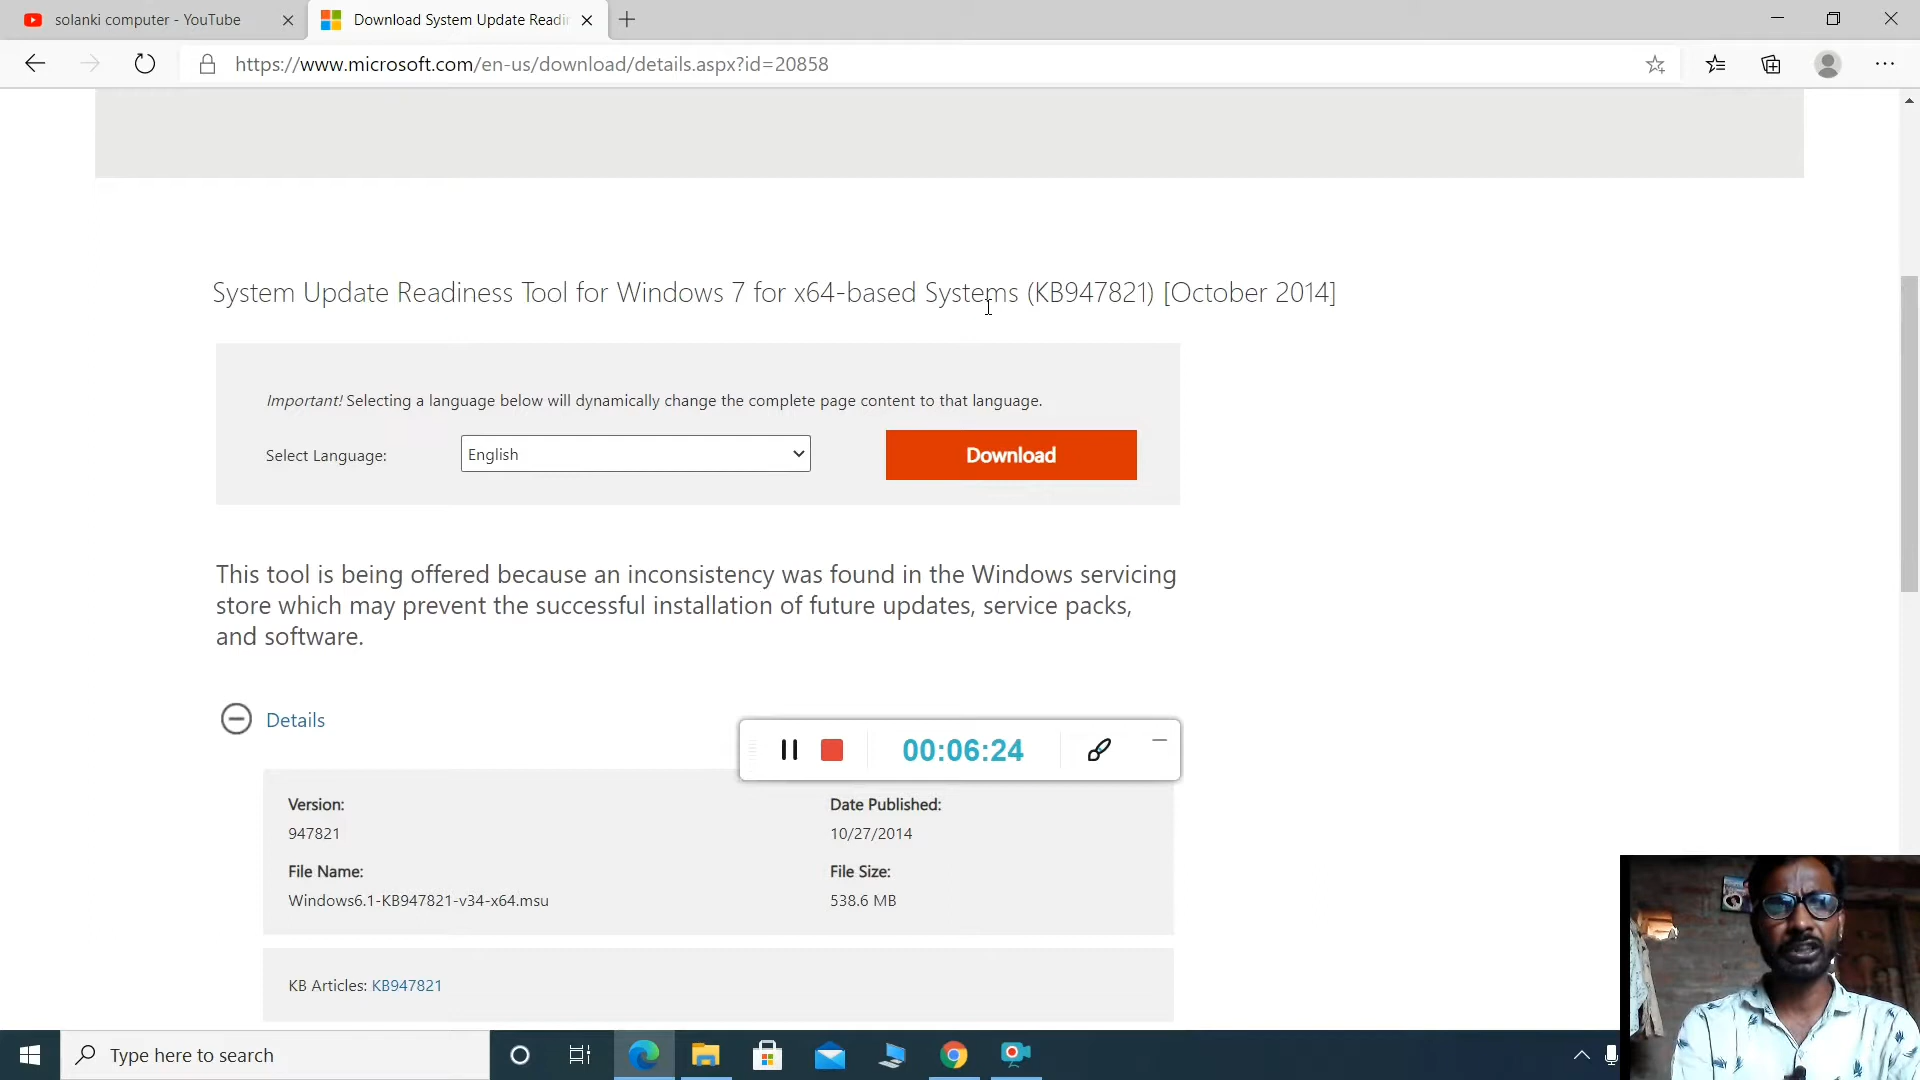 solanki computer - YouTube
Download System Update Readi
https://www.microsoft.com/en-us/download/details.aspx?id=20858
System Update Readiness Tool for Windows 7 for x64-based Systems (KB947821) [October 2014]
Important! Selecting a language below will dynamically change the complete page content to that language.
Select Language:
English
Download
This tool is being offered because an inconsistency was found in the Windows servicing
store which may prevent the successful installation of future updates, service packs,
and software.
Details
00:06:24
Version:
Date Published:
947821
10/27/2014
File Name:
File Size:
Windows6.1-KB947821-v34-x64.msu
538.6 MB
KB Articles: KB947821
Type here to search